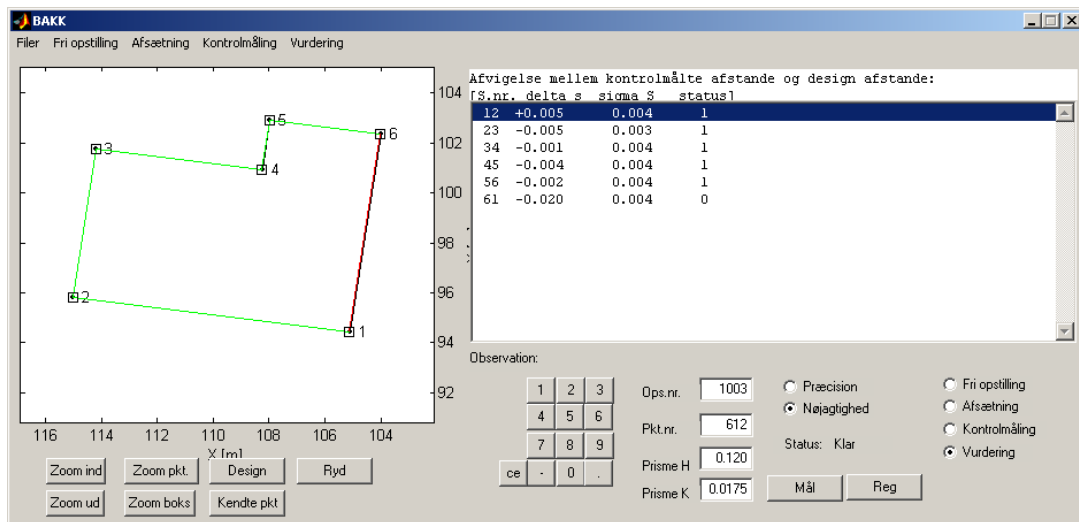 BAKK
Filer Fri opstilling Afsætning Kontrolmåling Vurdering
Afvigelse mellem kontrolmålte afstande og design afstande:
[S.nr. delta s sigma S status]
12 +0.005 0.004 1
23 -0.005 0.003 1
34 -0.001 0.004 1
45 -0.004 0.004 1
56 -0.002 0.004 1
61 -0.020 0.004 0
104
102
100
98
96
94
92
5
6
3
4
2
1
116 114 112 110 108 106 104
X [m]
Zoom ind Zoom pkt. Design Ryd
Zoom ud Zoom boks Kendte pkt
Observation:
1 2 3
4 5 6
7 8 9
ce - 0 .
Ops.nr. 1003
Pkt.nr. 612
Prisme H 0.120
Prisme K 0.0175
Præcision
Nøjagtighed
Status: Klar
Mål Reg
Fri opstilling
Afsætning
Kontrolmåling
Vurdering